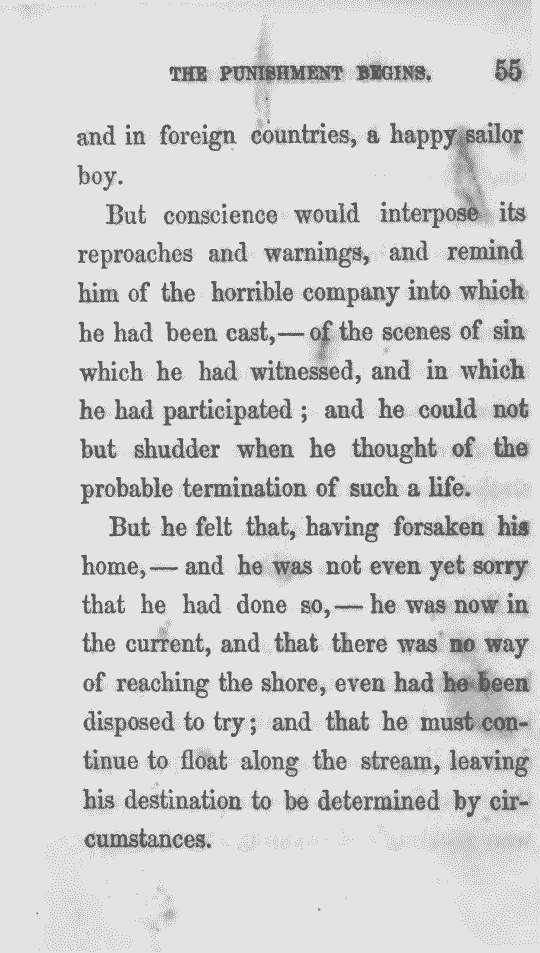 THE PUNISHMENT BEGINS. 55
and in foreign countries, a happy sailor
boy.
But conscience would interpose its
reproaches and warnings, and remind
him of the horrible company into which
he had been cast,— of the scenes of sin
which he had witnessed, and in which
he had participated ; and he could not
but shudder when he thought of the
probable termination of such a life.
But he felt that, having forsaken his
home,— and he was not even yet sorry
that he had done so,— he was now in
the current, and that there was no way
of reaching the shore, even had he been
disposed to try; and that he must con-
tinue to float along the stream, leaving
his destination to be determined by cir-
cumstances.